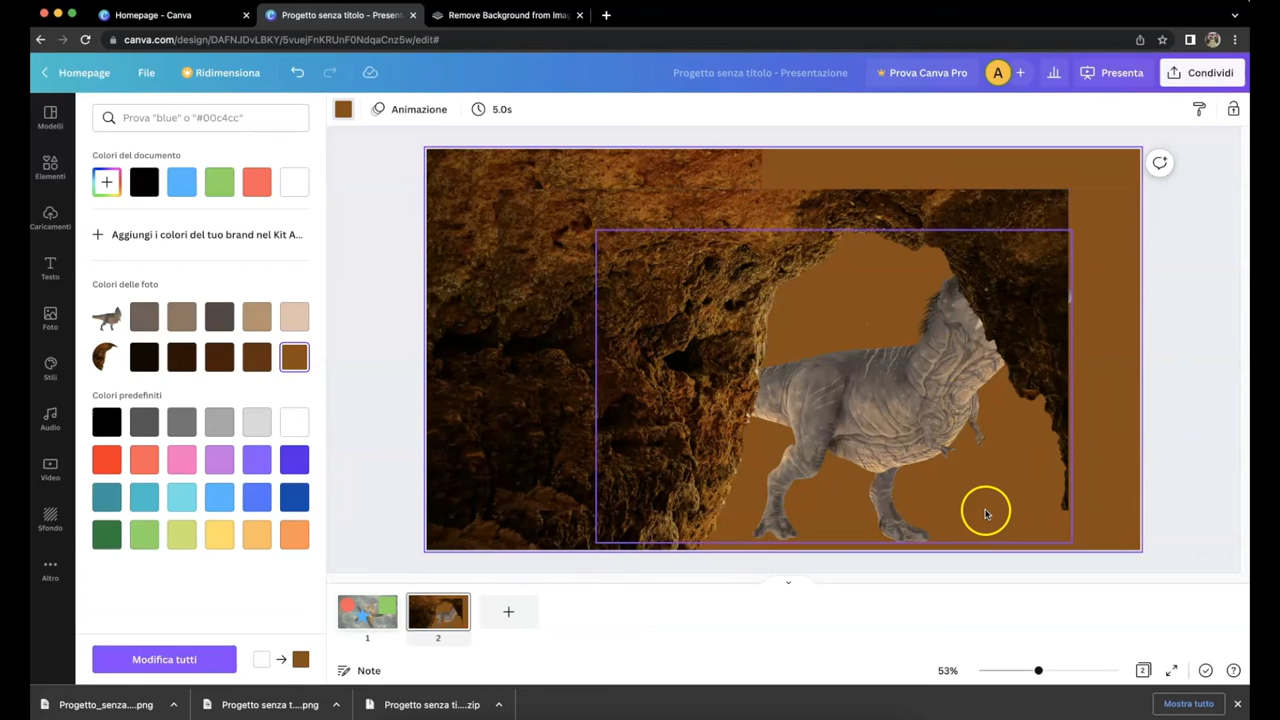 Homepage - Canva
Progetto senza titolo - Present
Remove Background from Imag
canva.com/design/DAFNJDvLBKY/5vuejFnKRUnF0NdqaCnz5w/edit#
Homepage
File
Ridimensiona
Progetto senza titolo - Presentazione
Prova Canva Pro
A
Presenta
Condividi
Modelli
Elementi
Caricamenti
Testo
Foto
Stili
Audio
Video
Sfondo
Altro
Prova "blue" o "#00c4cc"
Colori del documento
Aggiungi i colori del tuo brand nel Kit A...
Colori delle foto
Colori predefiniti
Modifica tutti
Animazione
5.0s
1
2
Note
53%
2
Progetto_senza....png
Progetto senza t....png
Progetto senza ti....zip
Mostra tutto